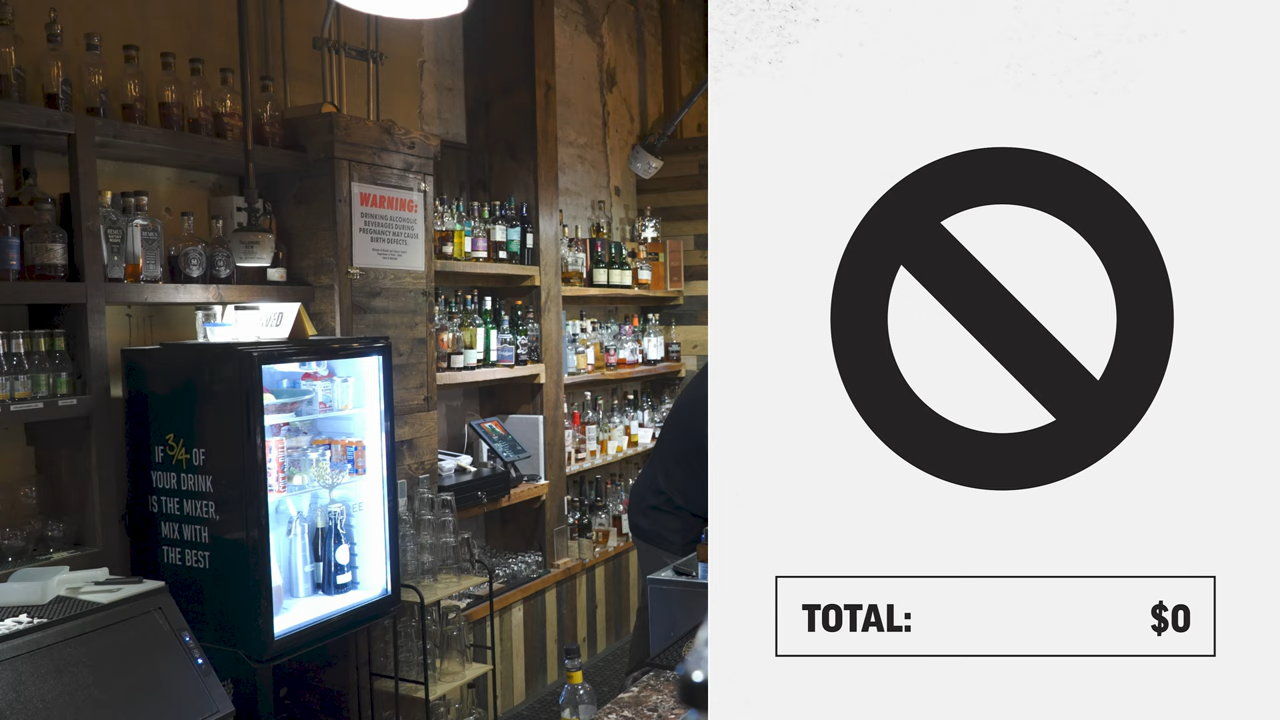 WARNING:
DRINKING ALCOHOLIC
BEVERAGES DURING
PREGNANCY MAY CAUSE
BIRTH DEFECTS.
IF 3/4 OF
YOUR DRINK
IS THE MIXER,
MIX WITH
THE BEST
TOTAL: $0